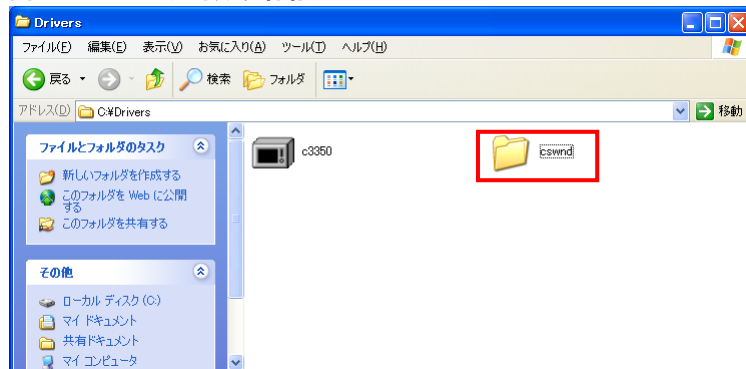 Drivers
ファイル(F) 編集(E) 表示(V) お気に入り(A) ツール(T) ヘルプ(H)
戻る 検索 フォルダ
アドレス(D) C:¥Drivers 移動
ファイルとフォルダのタスク
新しいフォルダを作成する
このフォルダを Web に公開
する
このフォルダを共有する
その他
ローカル ディスク (C:)
マイ ドキュメント
共有ドキュメント
マイ コンピュータ
c3350
cswnd